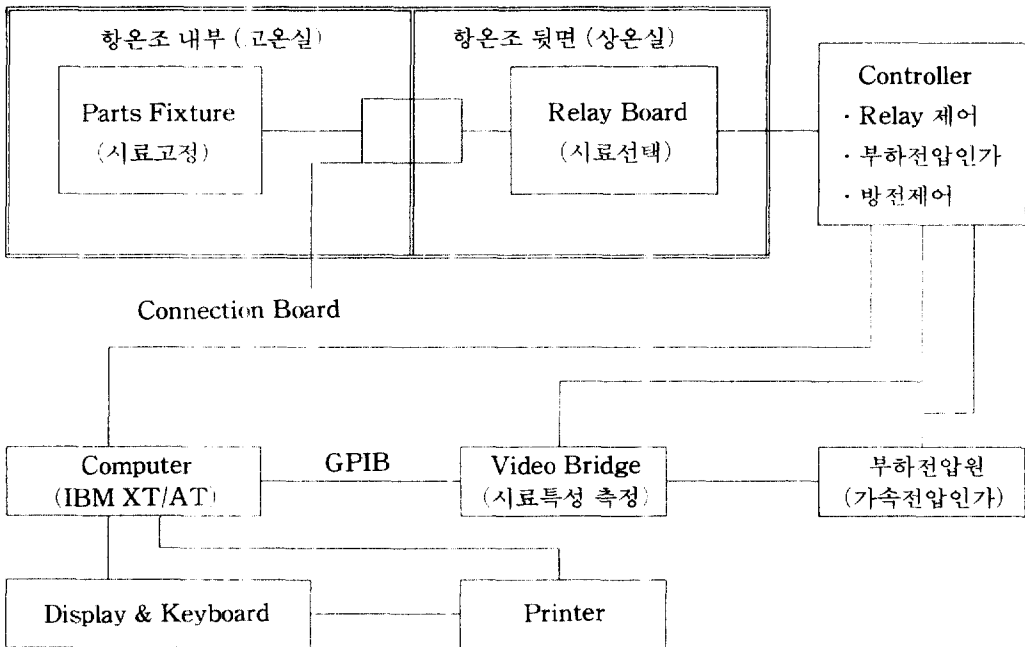 항온조 내부 (고온실)
항온조 뒷면 (상온실)
Parts Fixture
(시료고정)
Relay Board
(시료선택)
Controller
· Relay 제어
· 부하전압인가
· 방전제어
Connection Board
Computer
(IBM XT/AT)
GPIB
Video Bridge
(시료특성 측정)
부하전압원
(가속전압인가)
Display & Keyboard
Printer